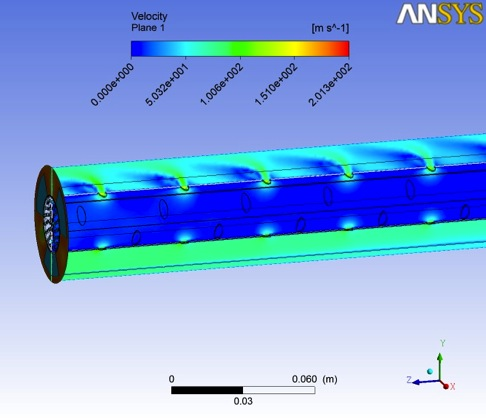 Velocity
Plane 1
[m s^-1]
ANSYS
0.000e+000
5.032e+001
1.006e+002
1.510e+002
2.013e+002
0
0.060 (m)
0.03
Y
Z
X